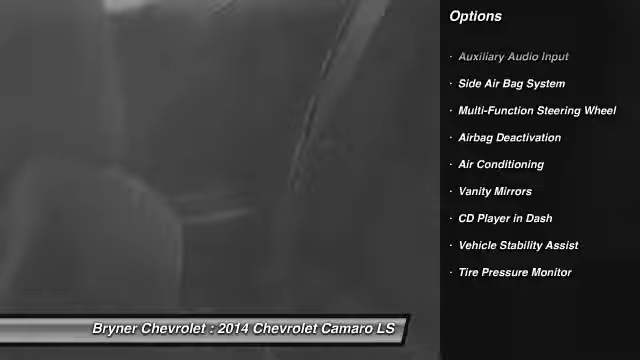 Options
· Auxiliary Audio Input
· Side Air Bag System
· Multi-Function Steering Wheel
· Airbag Deactivation
· Air Conditioning
· Vanity Mirrors
· CD Player in Dash
· Vehicle Stability Assist
· Tire Pressure Monitor
Bryner Chevrolet : 2014 Chevrolet Camaro LS